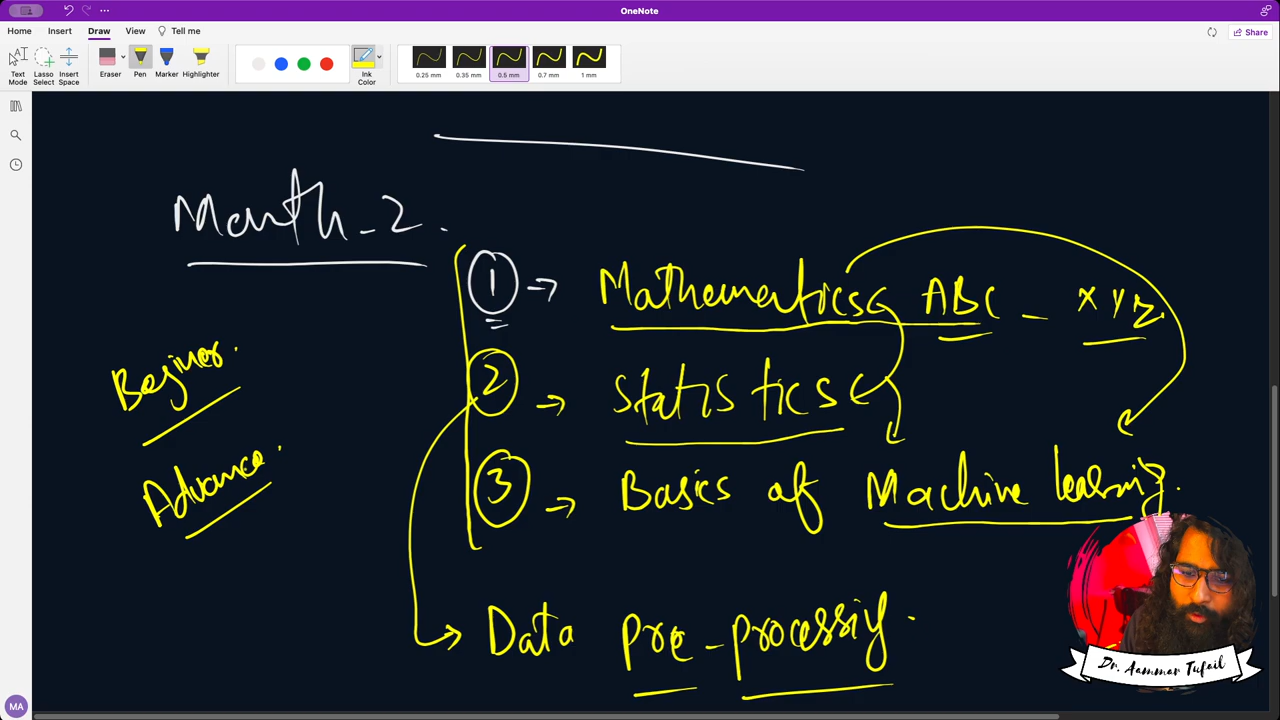 OneNote
Home Insert Draw View Tell me
Share
Text Mode
Lasso Select
Insert Space
Eraser
Pen
Marker
Highlighter
Ink Color
0.25 mm
0.35 mm
0.5 mm
0.7 mm
1 mm
Month-2.
1 → Mathematics ABC - xyz
Beginer.
2 → Statistics
Advance.
3 → Basics of Machine learning.
→ Data pre-processing.
Dr. Aammar Tufail
MA